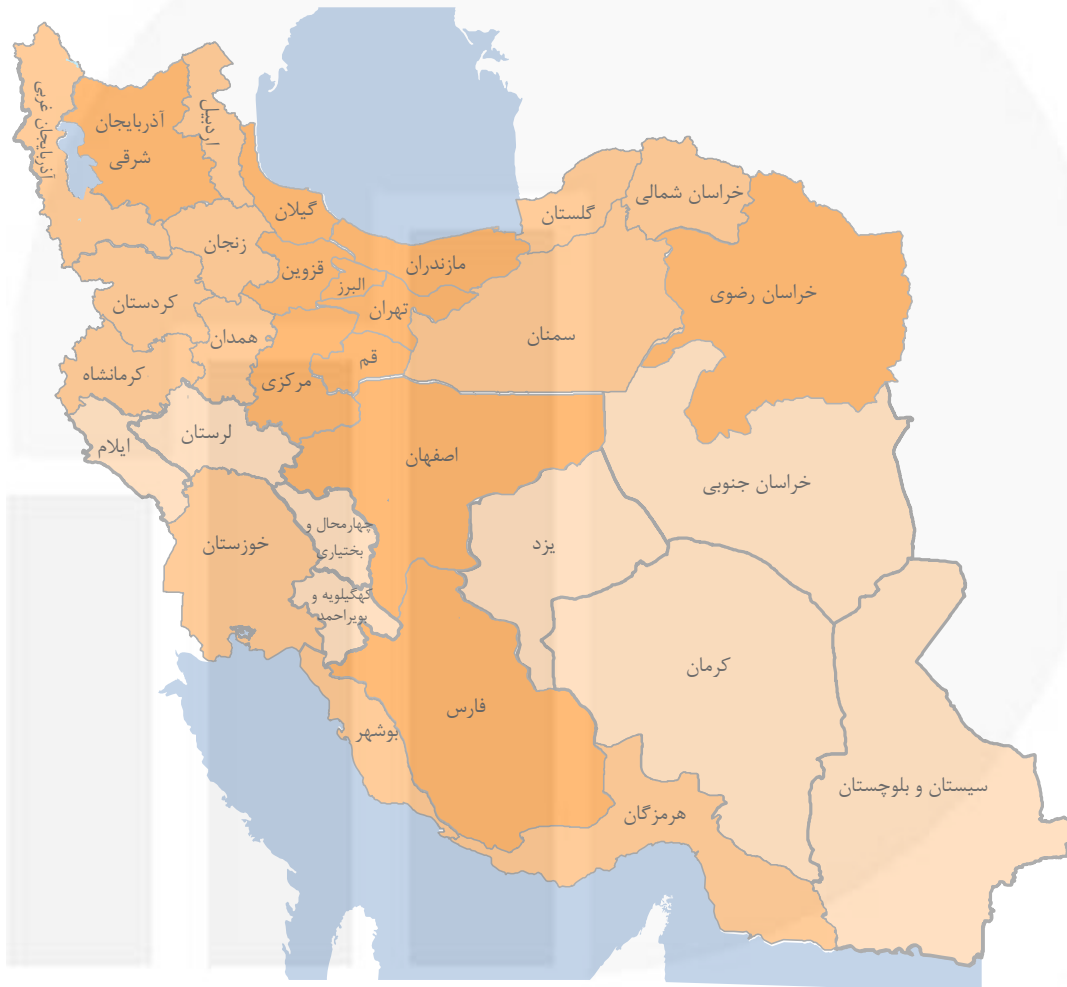 آذربایجان غربی
آذربایجان
شرقی
اردبیل
گیلان
زنجان
کردستان
کرمانشاه
همدان
قزوین
البرز
تهران
مازندران
گلستان
خراسان شمالی
خراسان رضوی
سمنان
قم
مرکزی
لرستان
ایلام
اصفهان
خراسان جنوبی
خوزستان
چهارمحال و
بختیاری
کهگیلویه و
بویراحمد
یزد
کرمان
فارس
بوشهر
هرمزگان
سیستان و بلوچستان